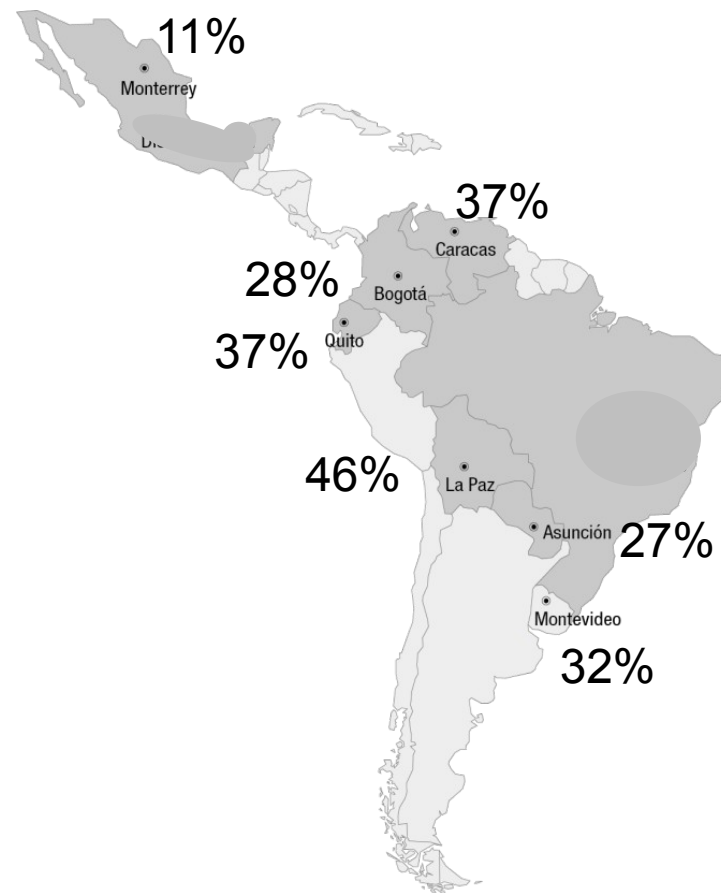 11%
Monterrey
37%
Caracas
28%
Bogotá
37%
Quito
46%
La Paz
Asunción
27%
Montevideo
32%